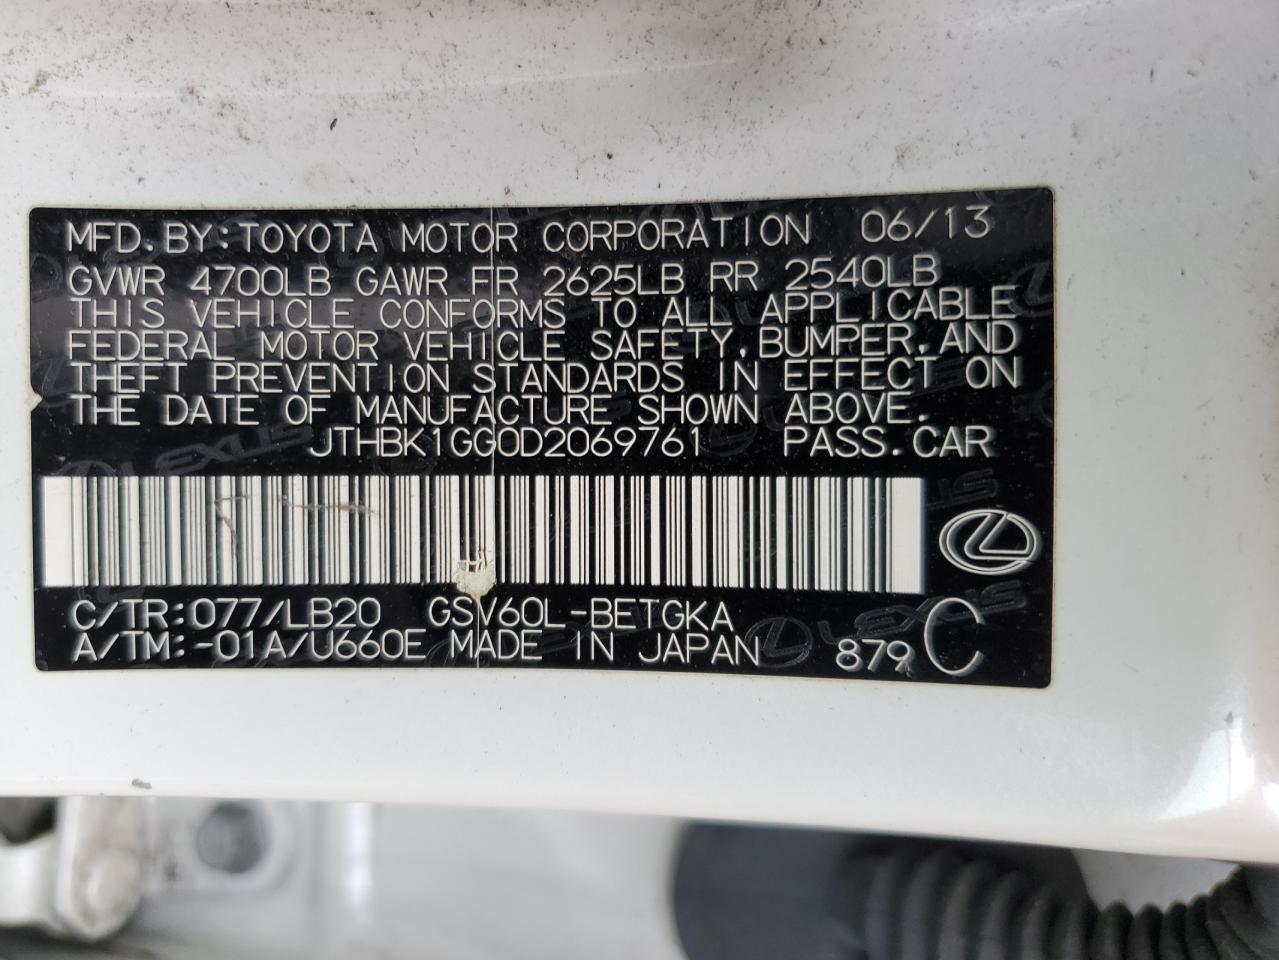 MFD.BY:TOYOTA MOTOR CORPORATION 06/13
GVWR 4700LB GAWR FR 2625LB RR 2540LB
THIS VEHICLE CONFORMS TO ALL APPLICABLE
FEDERAL MOTOR VEHICLE SAFETY,BUMPER,AND
THEFT PREVENTION STANDARDS IN EFFECT ON
THE DATE OF MANUFACTURE SHOWN ABOVE.
JTHBK1GG0D2069761 PASS.CAR
C/TR:077/LB20 GSV60L-BETGKA
A/TM:-01A/U660E MADE IN JAPAN 879 C